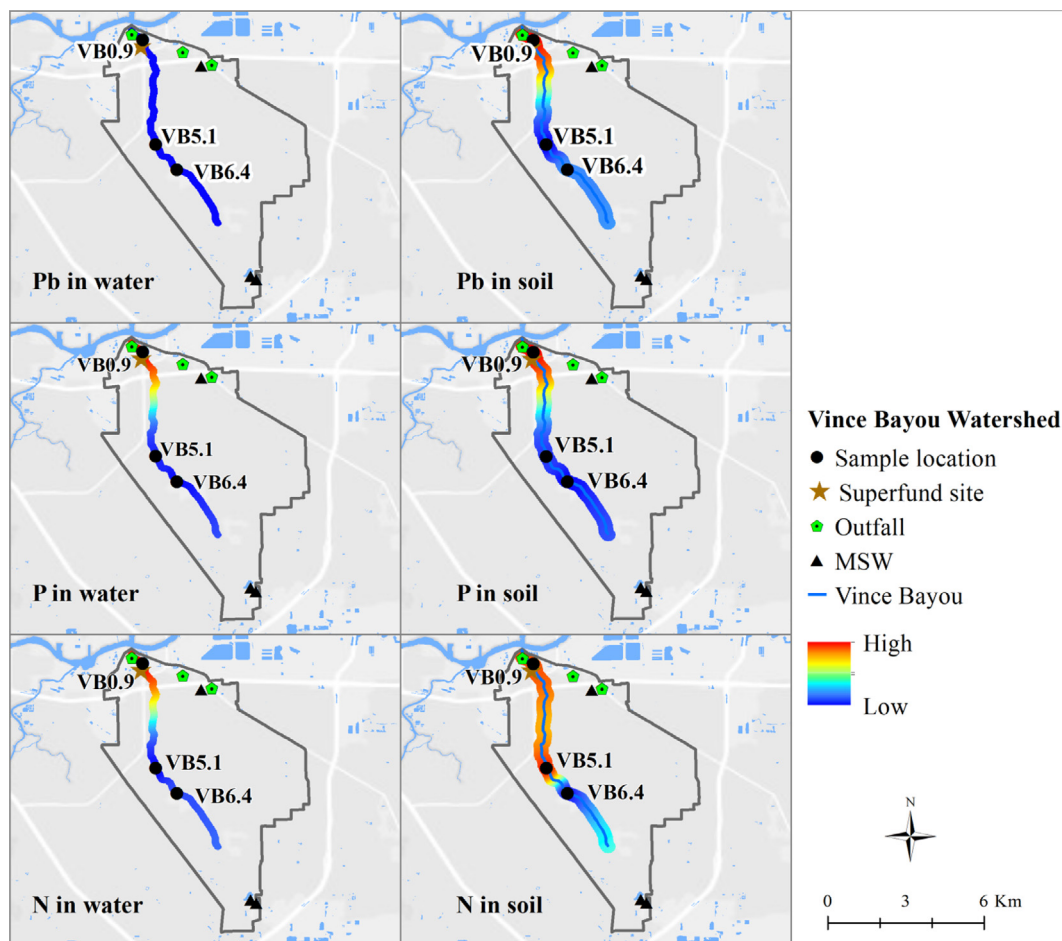 VB0.9
VB5.1
VB6.4
Pb in water
VB0.9
VB5.1
VB6.4
Pb in soil
VB0.9
VB5.1
VB6.4
P in water
VB0.9
VB5.1
VB6.4
P in soil
VB0.9
VB5.1
VB6.4
N in water
VB0.9
VB5.1
VB6.4
N in soil
Vince Bayou Watershed
Sample location
Superfund site
Outfall
MSW
Vince Bayou
High
Low
N
0 3 6 Km